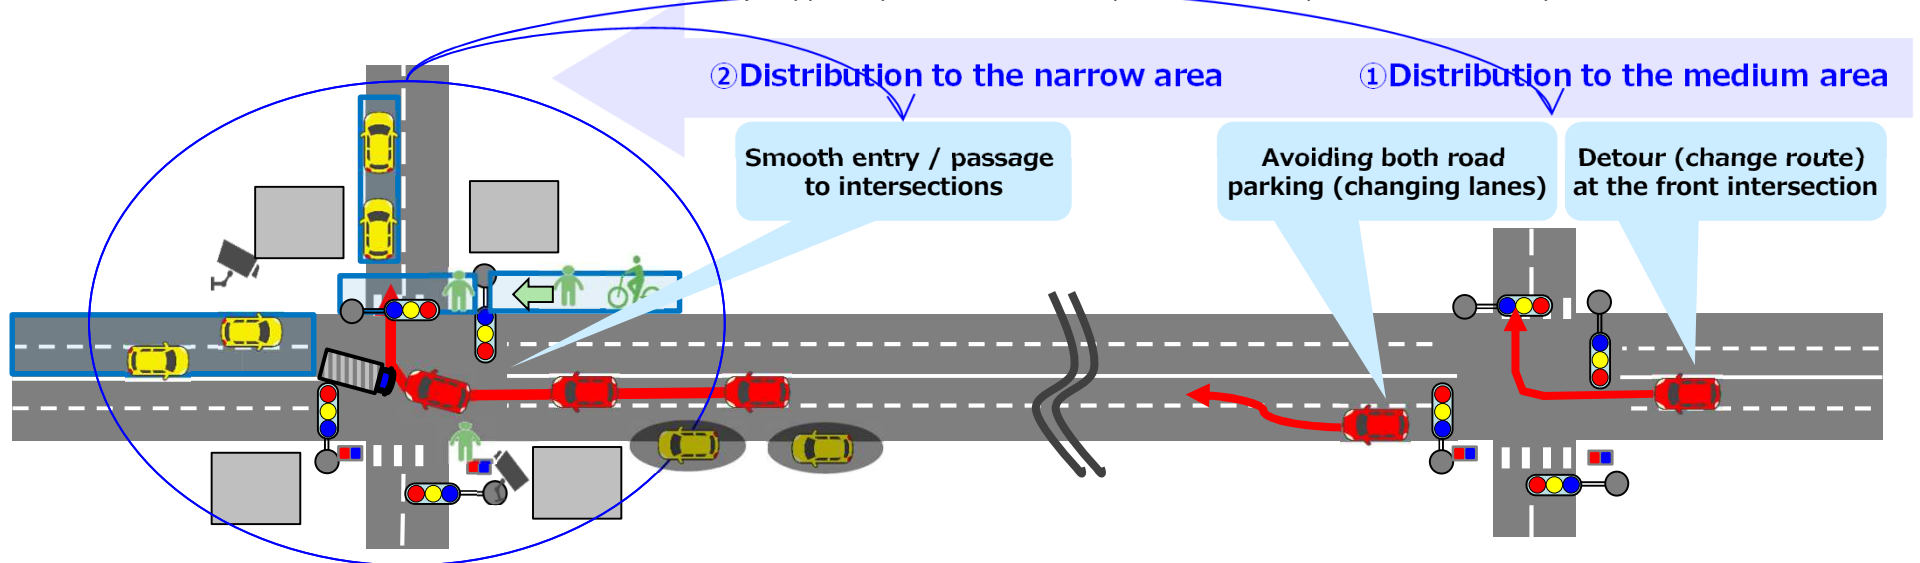 ②Distribution to the narrow area
①Distribution to the medium area
Smooth entry / passage
to intersections
Avoiding both road
parking (changing lanes)
Detour (change route)
at the front intersection